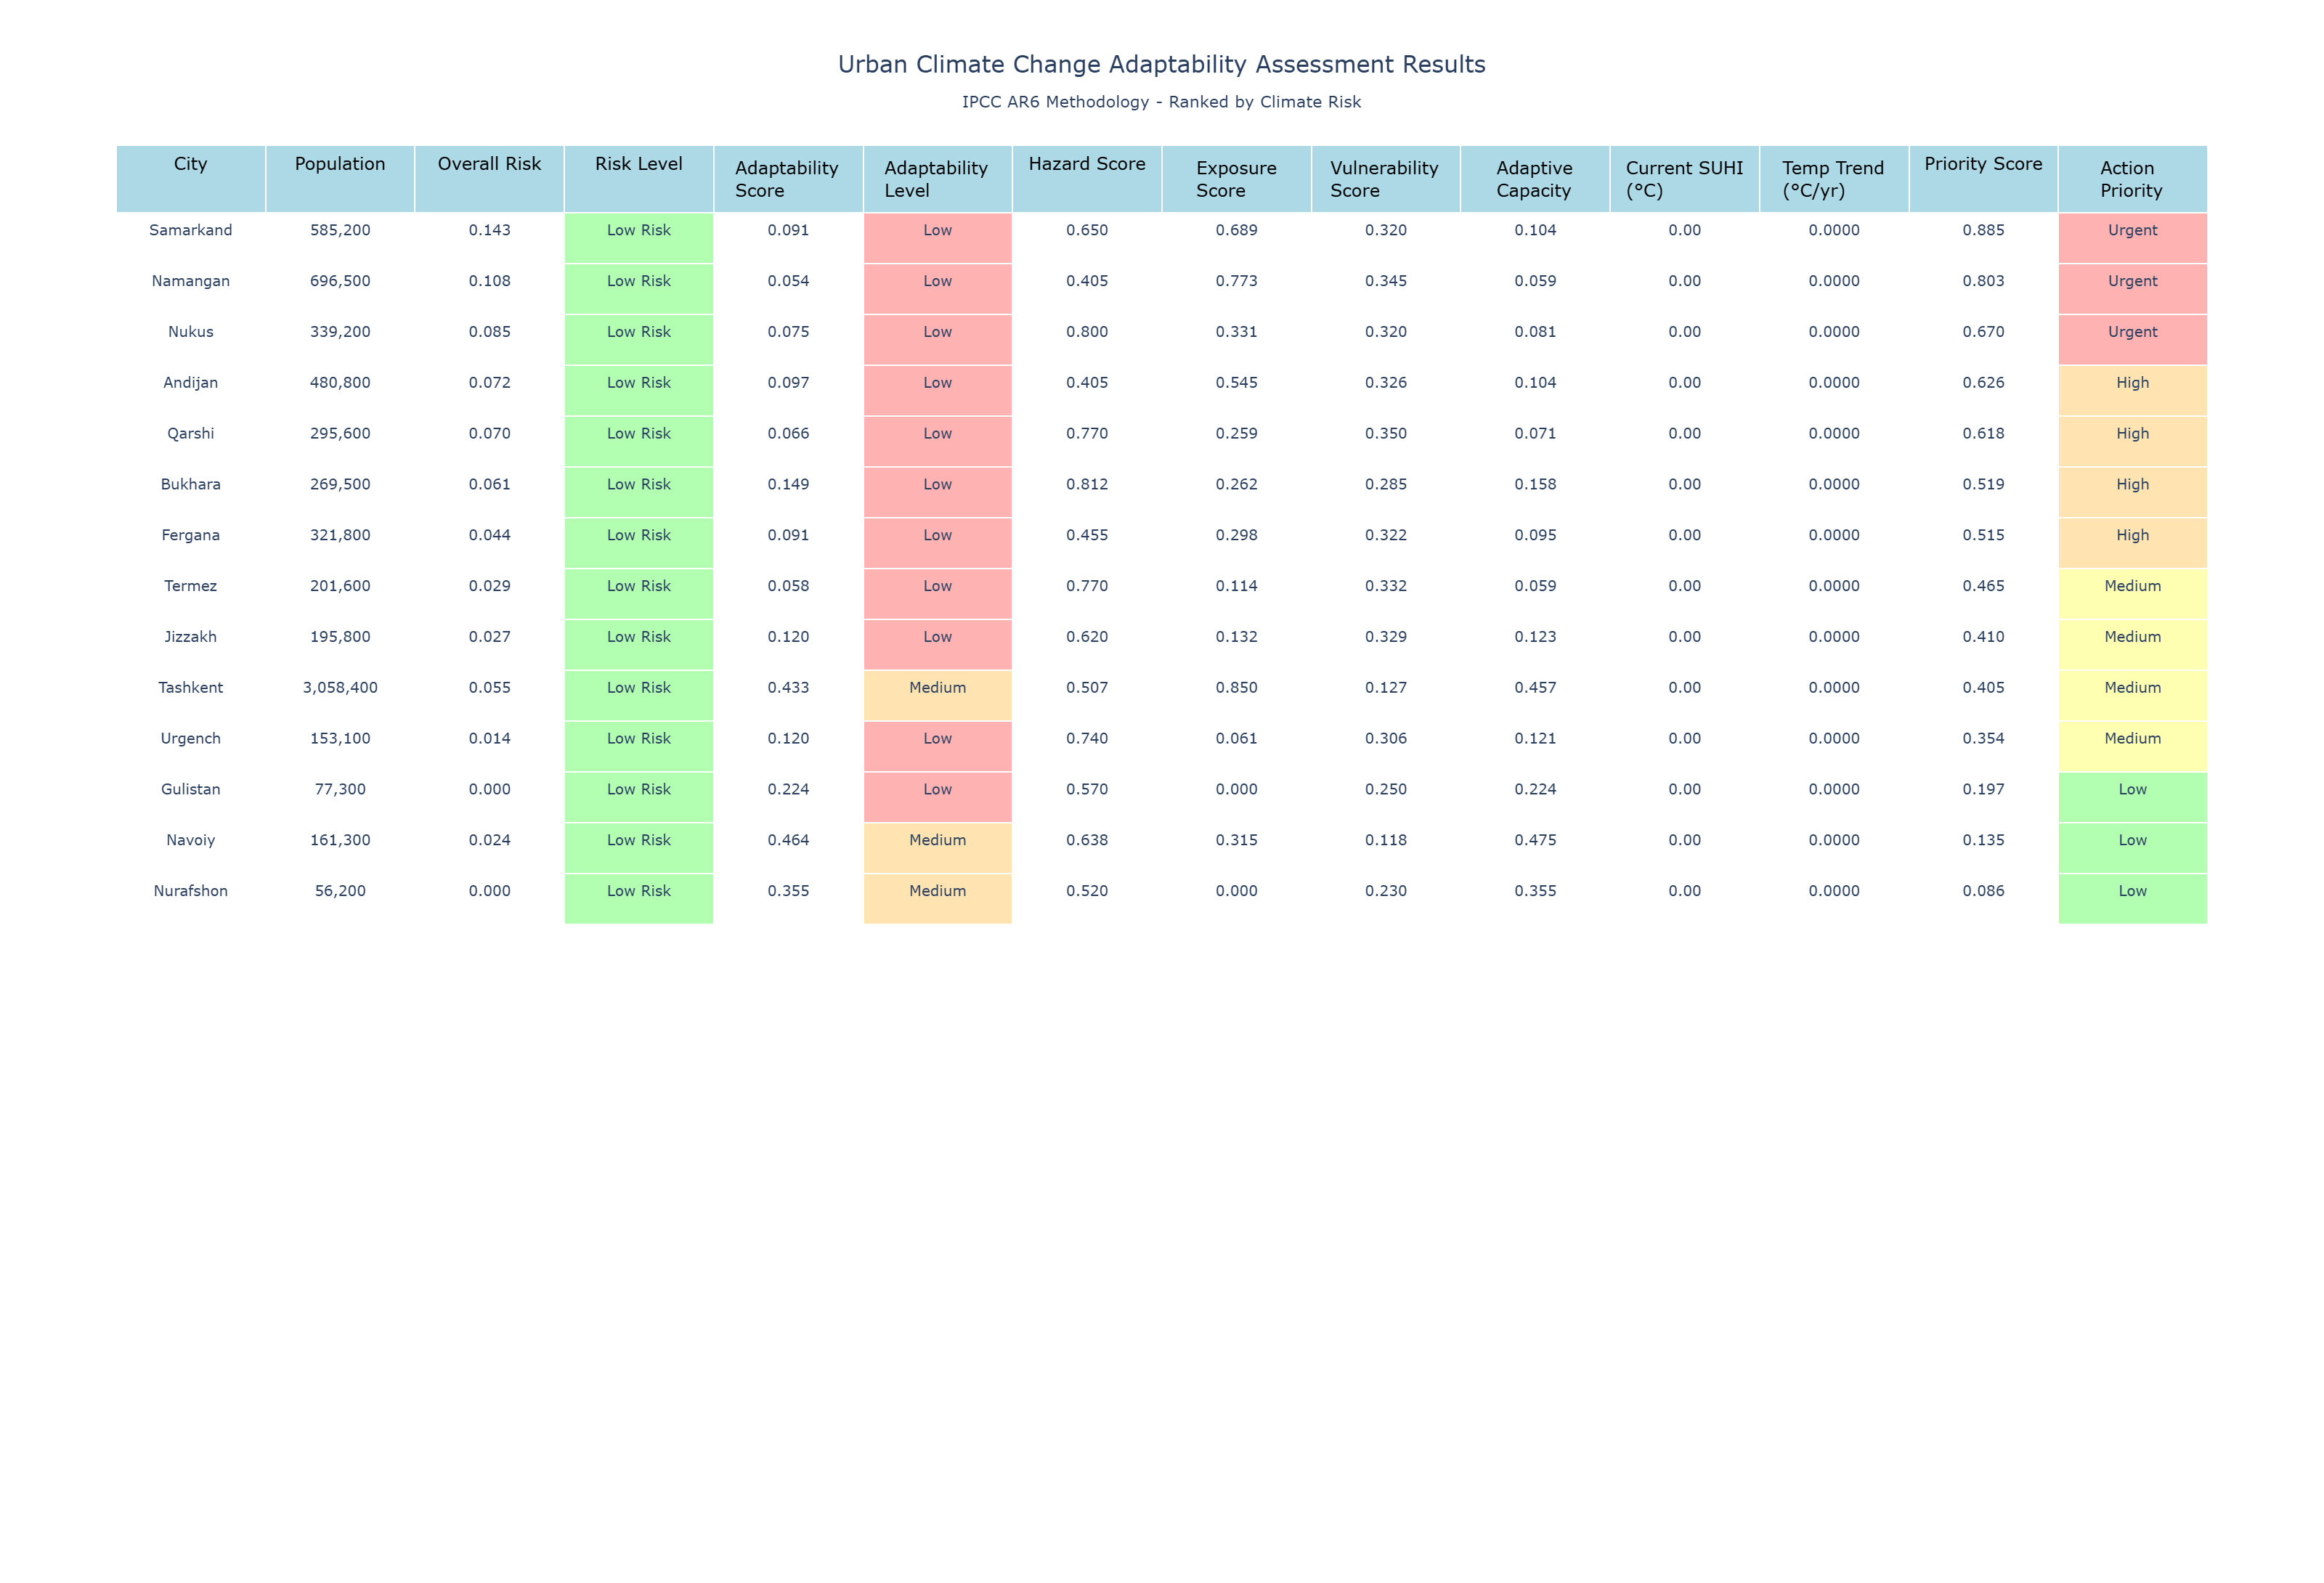 Urban Climate Change Adaptability Assessment Results
IPCC AR6 Methodology - Ranked by Climate Risk
City Population Overall Risk Risk Level Adaptability Score Adaptability Level Hazard Score Exposure Score Vulnerability Score Adaptive Capacity Current SUHI (°C) Temp Trend (°C/yr) Priority Score Action Priority
Samarkand 585,200 0.143 Low Risk 0.091 Low 0.650 0.689 0.320 0.104 0.00 0.0000 0.885 Urgent
Namangan 696,500 0.108 Low Risk 0.054 Low 0.405 0.773 0.345 0.059 0.00 0.0000 0.803 Urgent
Nukus 339,200 0.085 Low Risk 0.075 Low 0.800 0.331 0.320 0.081 0.00 0.0000 0.670 Urgent
Andijan 480,800 0.072 Low Risk 0.097 Low 0.405 0.545 0.326 0.104 0.00 0.0000 0.626 High
Qarshi 295,600 0.070 Low Risk 0.066 Low 0.770 0.259 0.350 0.071 0.00 0.0000 0.618 High
Bukhara 269,500 0.061 Low Risk 0.149 Low 0.812 0.262 0.285 0.158 0.00 0.0000 0.519 High
Fergana 321,800 0.044 Low Risk 0.091 Low 0.455 0.298 0.322 0.095 0.00 0.0000 0.515 High
Termez 201,600 0.029 Low Risk 0.058 Low 0.770 0.114 0.332 0.059 0.00 0.0000 0.465 Medium
Jizzakh 195,800 0.027 Low Risk 0.120 Low 0.620 0.132 0.329 0.123 0.00 0.0000 0.410 Medium
Tashkent 3,058,400 0.055 Low Risk 0.433 Medium 0.507 0.850 0.127 0.457 0.00 0.0000 0.405 Medium
Urgench 153,100 0.014 Low Risk 0.120 Low 0.740 0.061 0.306 0.121 0.00 0.0000 0.354 Medium
Gulistan 77,300 0.000 Low Risk 0.224 Low 0.570 0.000 0.250 0.224 0.00 0.0000 0.197 Low
Navoiy 161,300 0.024 Low Risk 0.464 Medium 0.638 0.315 0.118 0.475 0.00 0.0000 0.135 Low
Nurafshon 56,200 0.000 Low Risk 0.355 Medium 0.520 0.000 0.230 0.355 0.00 0.0000 0.086 Low